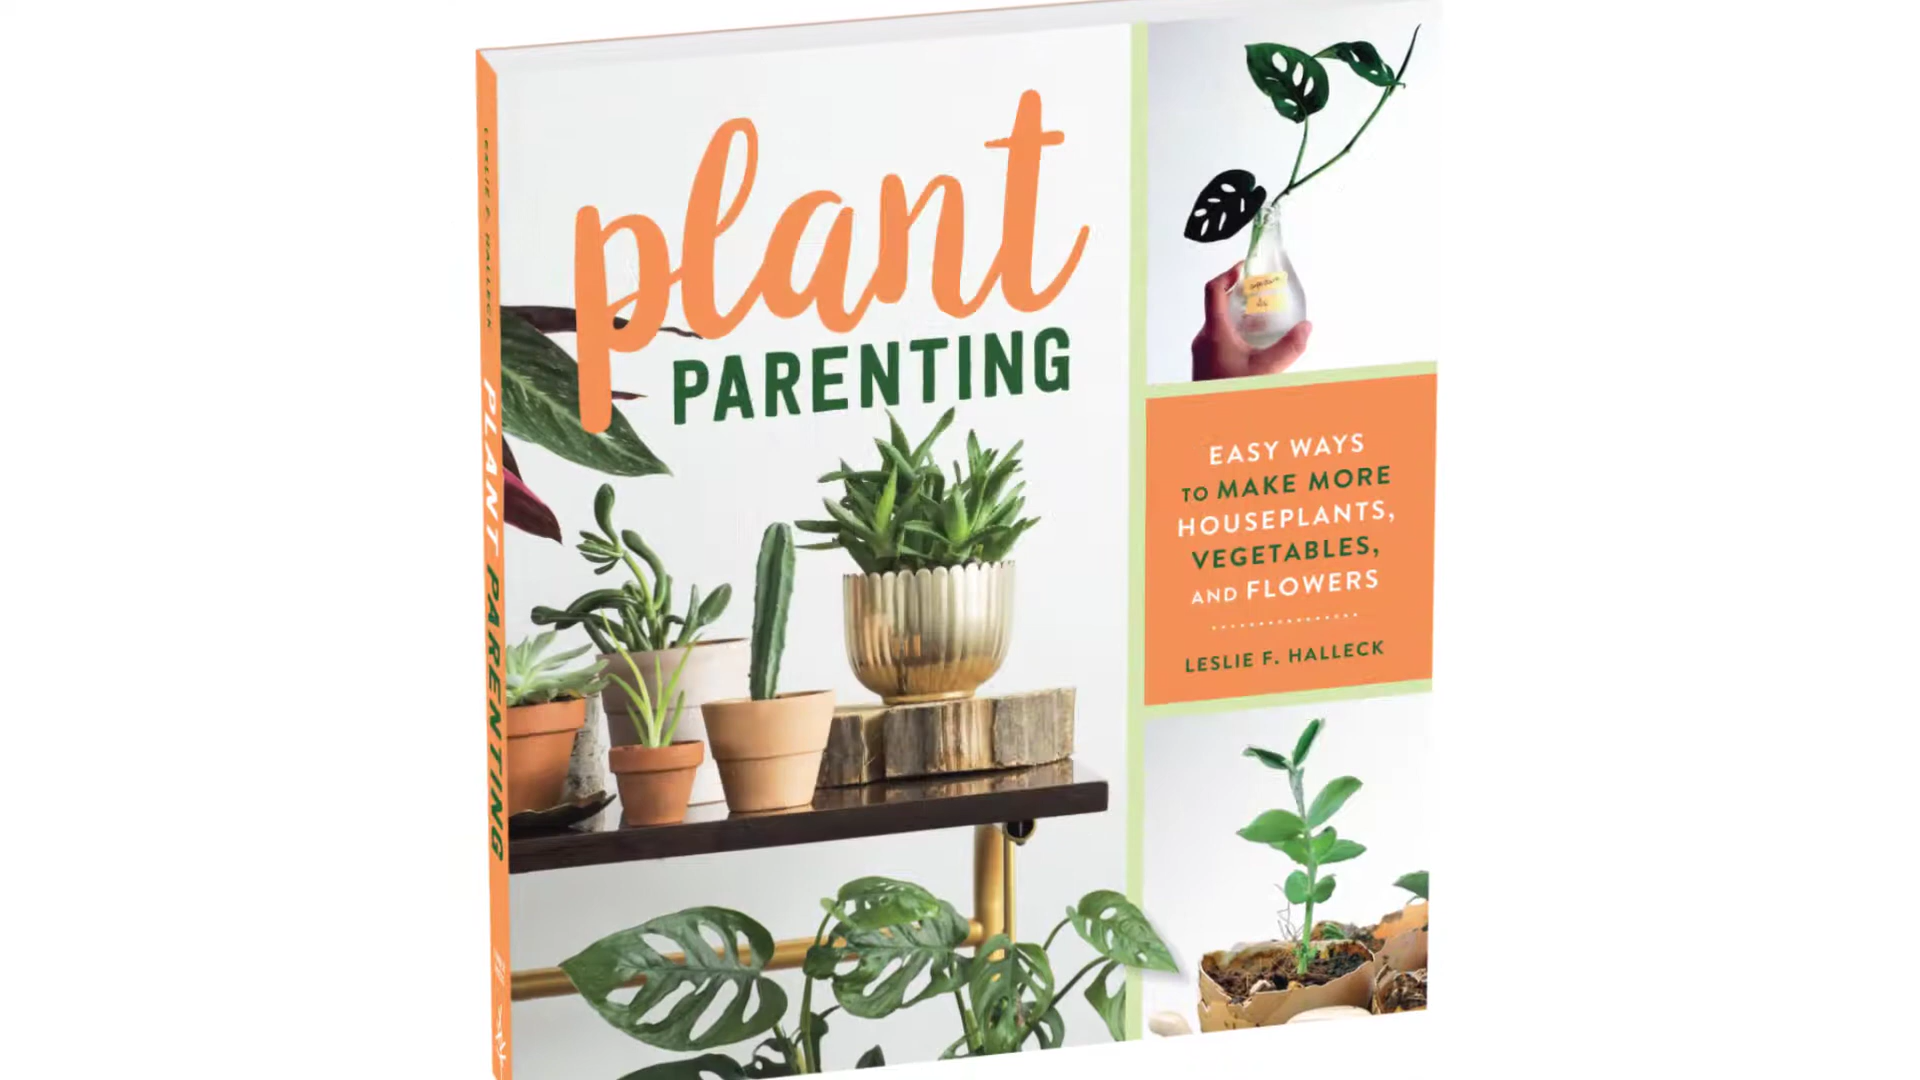 plant
PARENTING
EASY WAYS
TO MAKE MORE
HOUSEPLANTS,
VEGETABLES,
AND FLOWERS
LESLIE F. HALLECK
LESLIE F. HALLECK
PLANT PARENTING